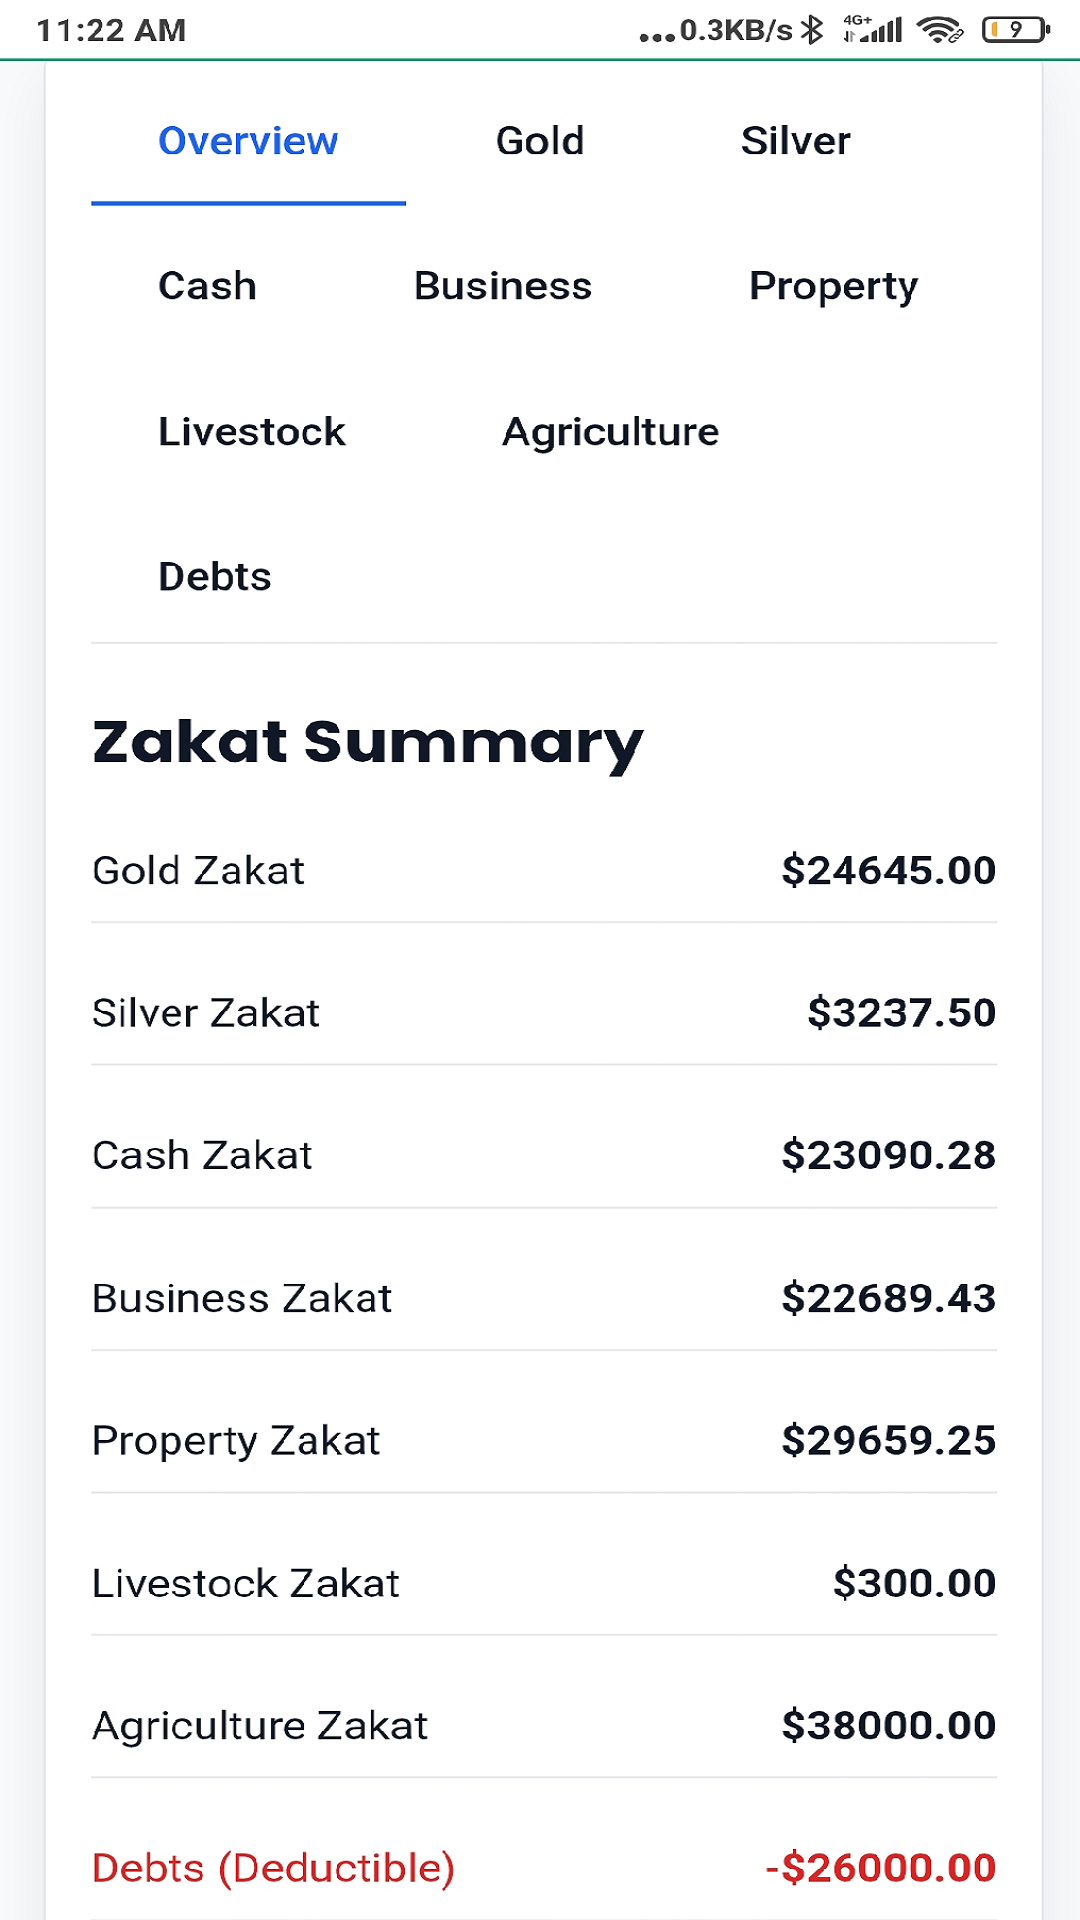 11:22 AM ...0.3KB/s 4G+ 9
Overview Gold Silver
Cash Business Property
Livestock Agriculture
Debts
Zakat Summary
Gold Zakat $24645.00
Silver Zakat $3237.50
Cash Zakat $23090.28
Business Zakat $22689.43
Property Zakat $29659.25
Livestock Zakat $300.00
Agriculture Zakat $38000.00
Debts (Deductible) -$26000.00